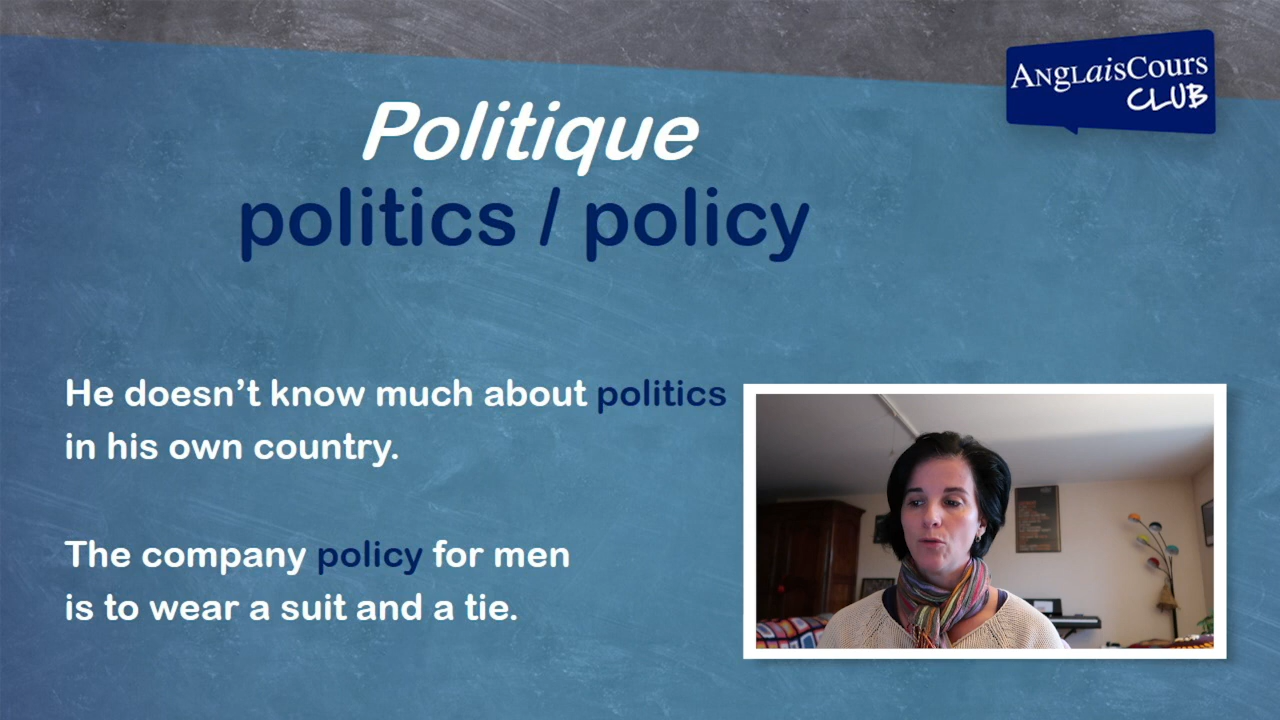 ANGLaisCours
CLUB
Politique
politics / policy
He doesn’t know much about politics
in his own country.
The company policy for men
is to wear a suit and a tie.